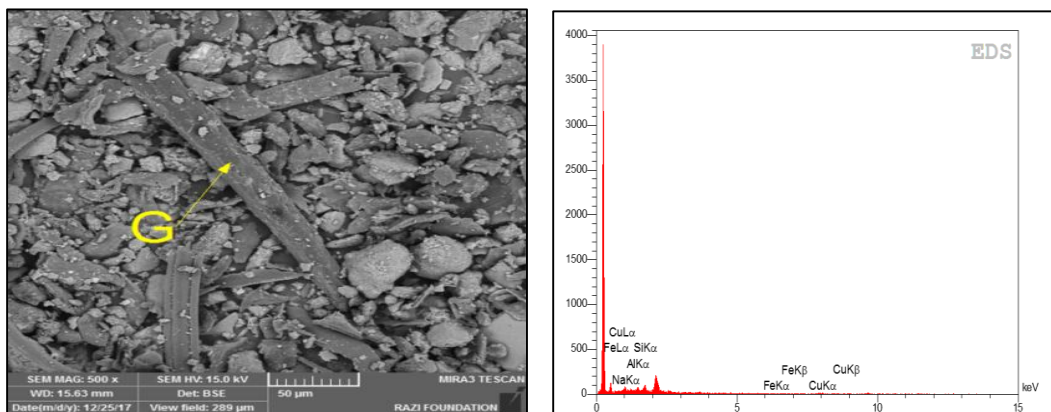 G
SEM MAG: 500 x
SEM HV: 15.0 kV
MIRA3 TESCAN
WD: 15.63 mm
Det: BSE
50 µm
Date(m/d/y): 12/25/17
View field: 289 µm
RAZI FOUNDATION
EDS
4000
3500
3000
2500
2000
1500
1000
500
0
CuLα
FeLα SiKα
AlKα
NaKα
FeKβ CuKβ
FeKα CuKα
keV
0 5 10 15